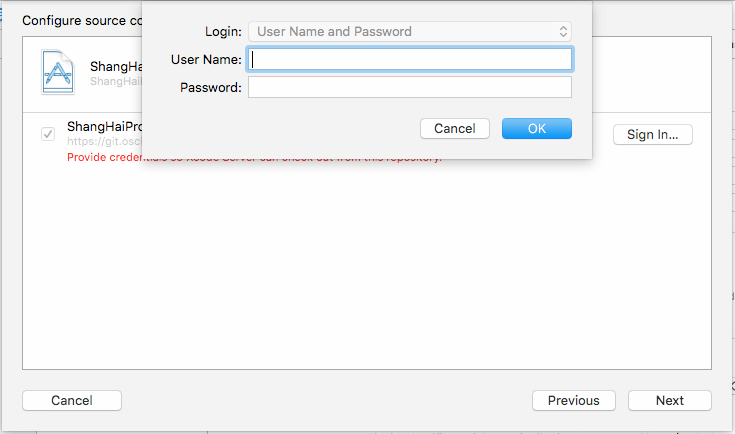 Configure source co
Login: User Name and Password
User Name:
Password:
Cancel OK
ShangHa
ShangHai
ShangHaiPro
https://git.osc
Sign In...
Provide credentials so Xcode Server can check out from this repository.
Cancel Previous Next